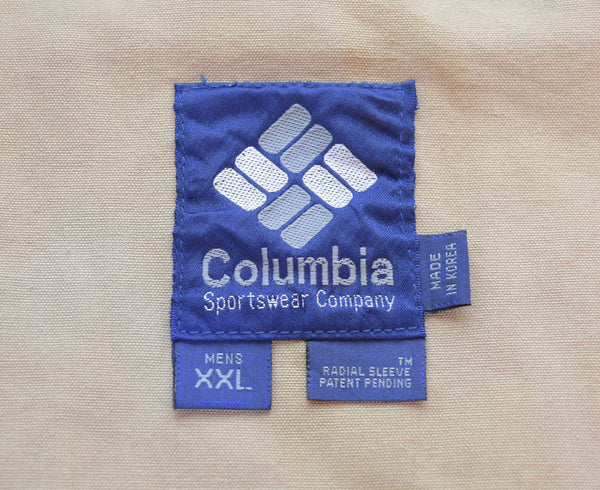 Columbia
Sportswear Company
MADE
IN KOREA
MENS
XXL
TM
RADIAL SLEEVE
PATENT PENDING